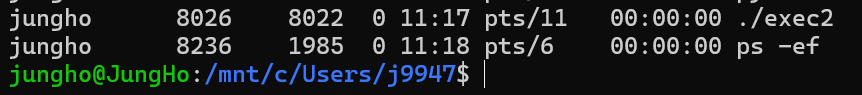 jungho 8026 8022 0 11:17 pts/11 00:00:00 ./exec2
jungho 8236 1985 0 11:18 pts/6 00:00:00 ps -ef
jungho@JungHo:/mnt/c/Users/j9947$